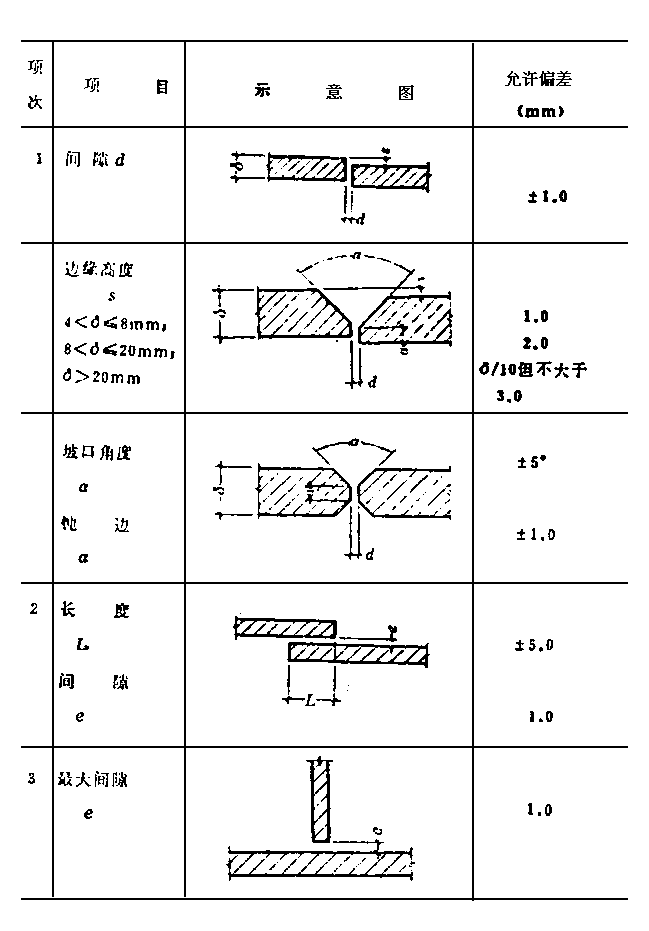 项次 项 目 示 意 图 允许偏差(mm)
1 间 隙 d ±1.0
边缘高度
s
4<δ≤8mm; 1.0
8<δ≤20mm; 2.0
δ>20mm δ/10但不大于
3.0
坡口角度 ±5°
α
钝 边 ±1.0
α
2 长 度 ±5.0
L
间 隙
e 1.0
3 最大间隙 1.0
e
δ
s
d
α
δ
d
α
δ
d
e
L
e